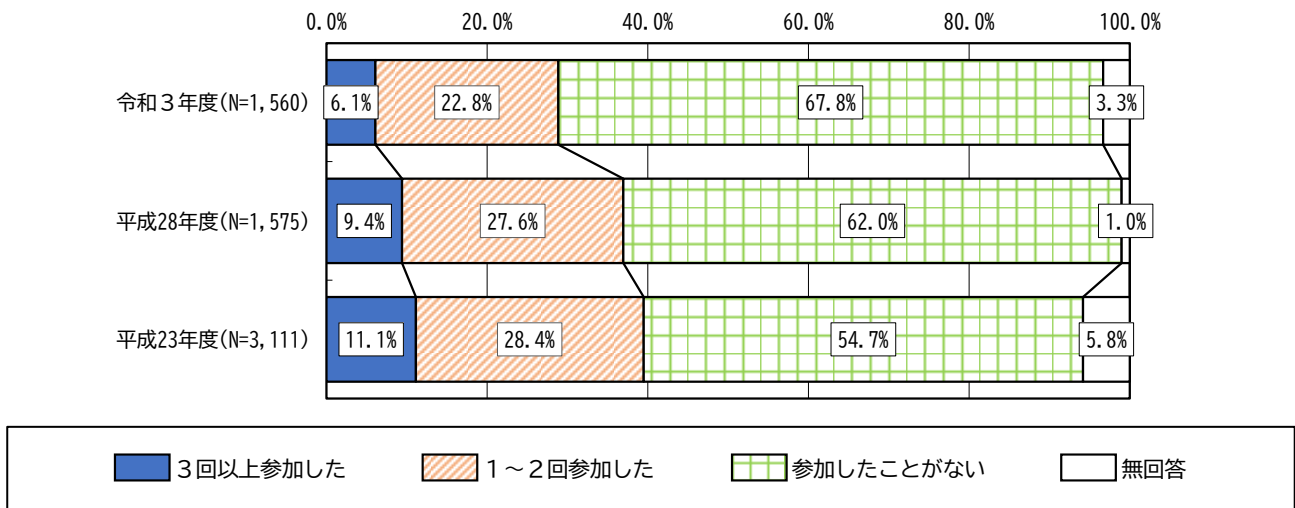 0.0% 20.0% 40.0% 60.0% 80.0% 100.0%
令和３年度(N=1,560) 6.1% 22.8% 67.8% 3.3%
平成28年度(N=1,575) 9.4% 27.6% 62.0% 1.0%
平成23年度(N=3,111) 11.1% 28.4% 54.7% 5.8%
３回以上参加した １～２回参加した 参加したことがない 無回答